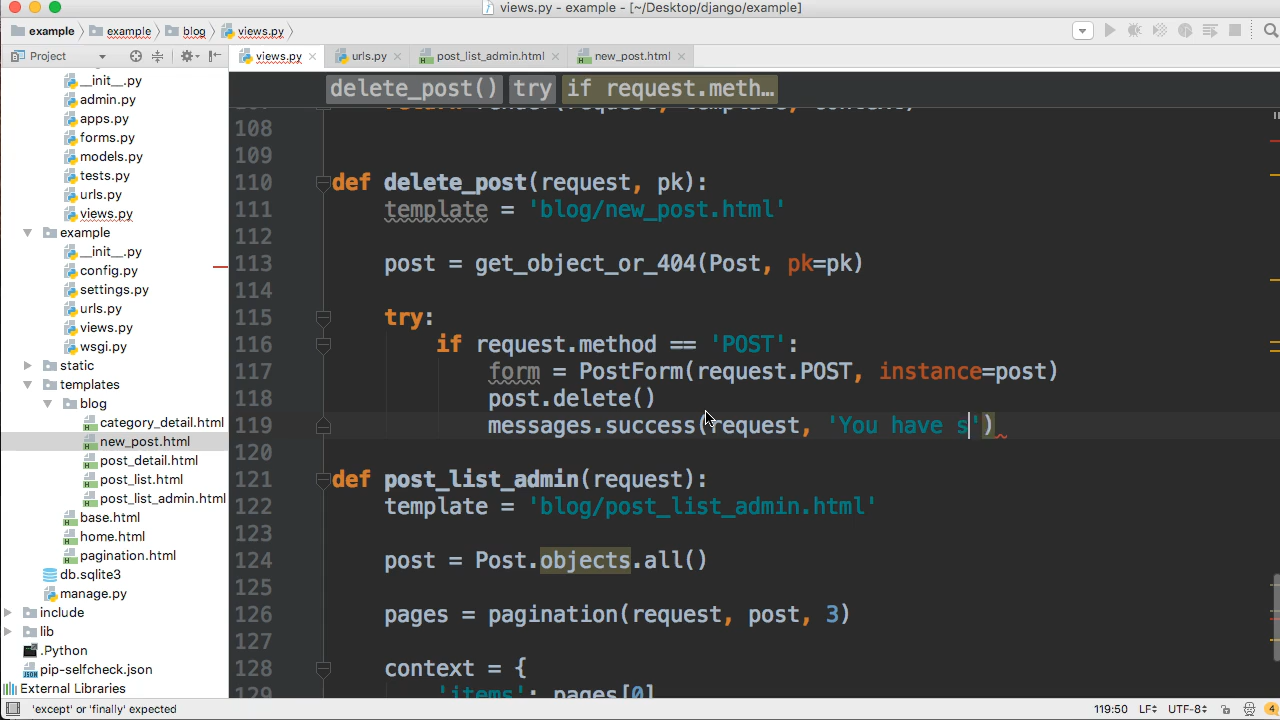 views.py - example - [~/Desktop/django/example]
example example blog views.py
Project
views.py urls.py post_list_admin.html new_post.html
delete_post() try if request.meth…
__init__.py
admin.py
apps.py
forms.py
models.py
tests.py
urls.py
views.py
example
__init__.py
config.py
settings.py
urls.py
views.py
wsgi.py
static
templates
blog
category_detail.html
new_post.html
post_detail.html
post_list.html
post_list_admin.html
base.html
home.html
pagination.html
db.sqlite3
manage.py
include
lib
.Python
pip-selfcheck.json
External Libraries
108
109
110 def delete_post(request, pk):
111 template = 'blog/new_post.html'
112
113 post = get_object_or_404(Post, pk=pk)
114
115 try:
116 if request.method == 'POST':
117 form = PostForm(request.POST, instance=post)
118 post.delete()
119 messages.success(request, 'You have s')
120
121 def post_list_admin(request):
122 template = 'blog/post_list_admin.html'
123
124 post = Post.objects.all()
125
126 pages = pagination(request, post, 3)
127
128 context = {
129 'items': pages[0]
'except' or 'finally' expected
119:50 LF÷ UTF-8÷ 4